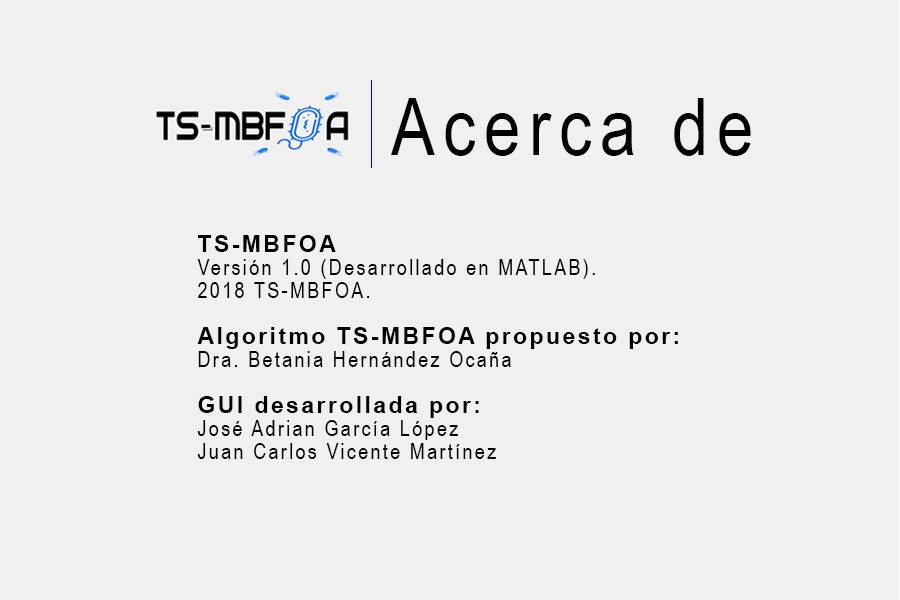 TS-MBFOA
Acerca de
TS-MBFOA
Versión 1.0 (Desarrollado en MATLAB).
2018 TS-MBFOA.
Algoritmo TS-MBFOA propuesto por:
Dra. Betania Hernández Ocaña
GUI desarrollada por:
José Adrian García López
Juan Carlos Vicente Martínez